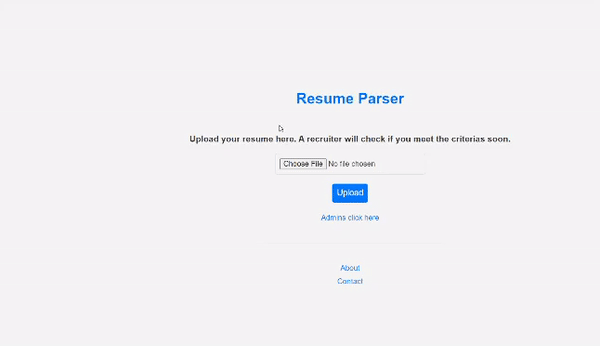 Resume Parser
Upload your resume here. A recruiter will check if you meet the criterias soon.
Choose File No file chosen
Upload
Admins click here
About
Contact